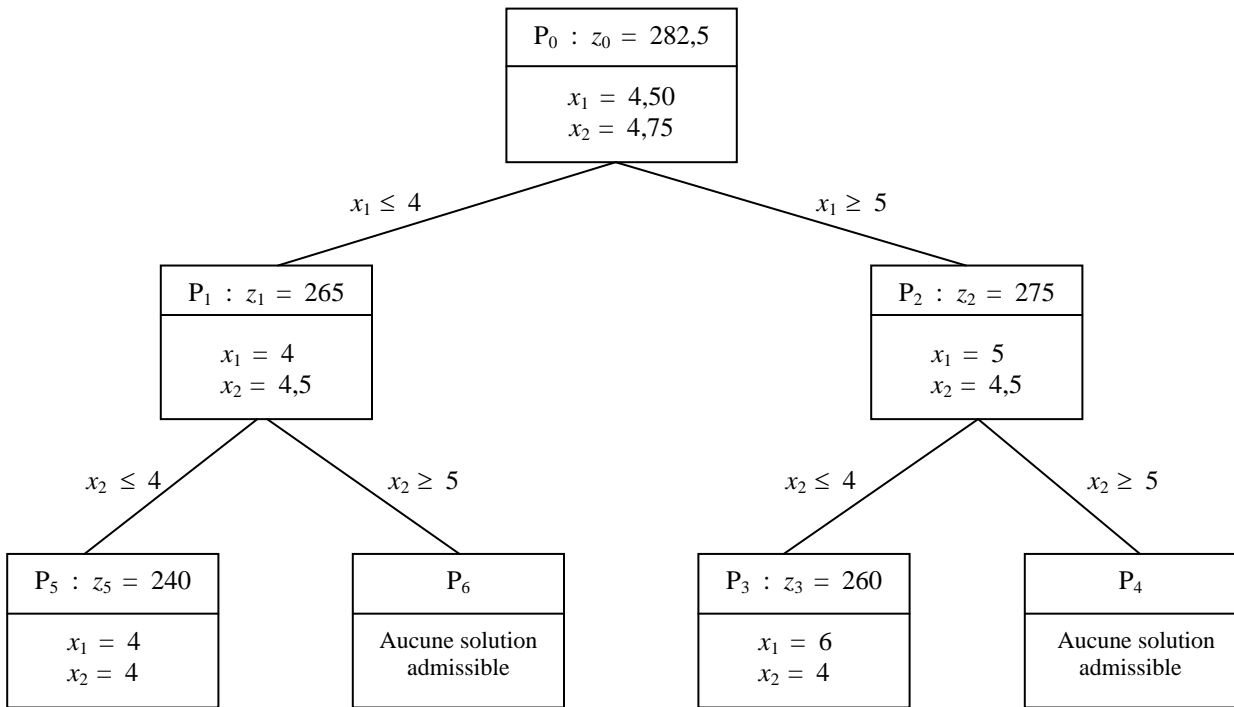 P₀ : z₀ = 282,5
x₁ = 4,50
x₂ = 4,75
x₁ ≤ 4
x₁ ≥ 5
P₁ : z₁ = 265
x₁ = 4
x₂ = 4,5
P₂ : z₂ = 275
x₁ = 5
x₂ = 4,5
x₂ ≤ 4
x₂ ≥ 5
x₂ ≤ 4
x₂ ≥ 5
P₅ : z₅ = 240
x₁ = 4
x₂ = 4
P₆
Aucune solution
admissible
P₃ : z₃ = 260
x₁ = 6
x₂ = 4
P₄
Aucune solution
admissible